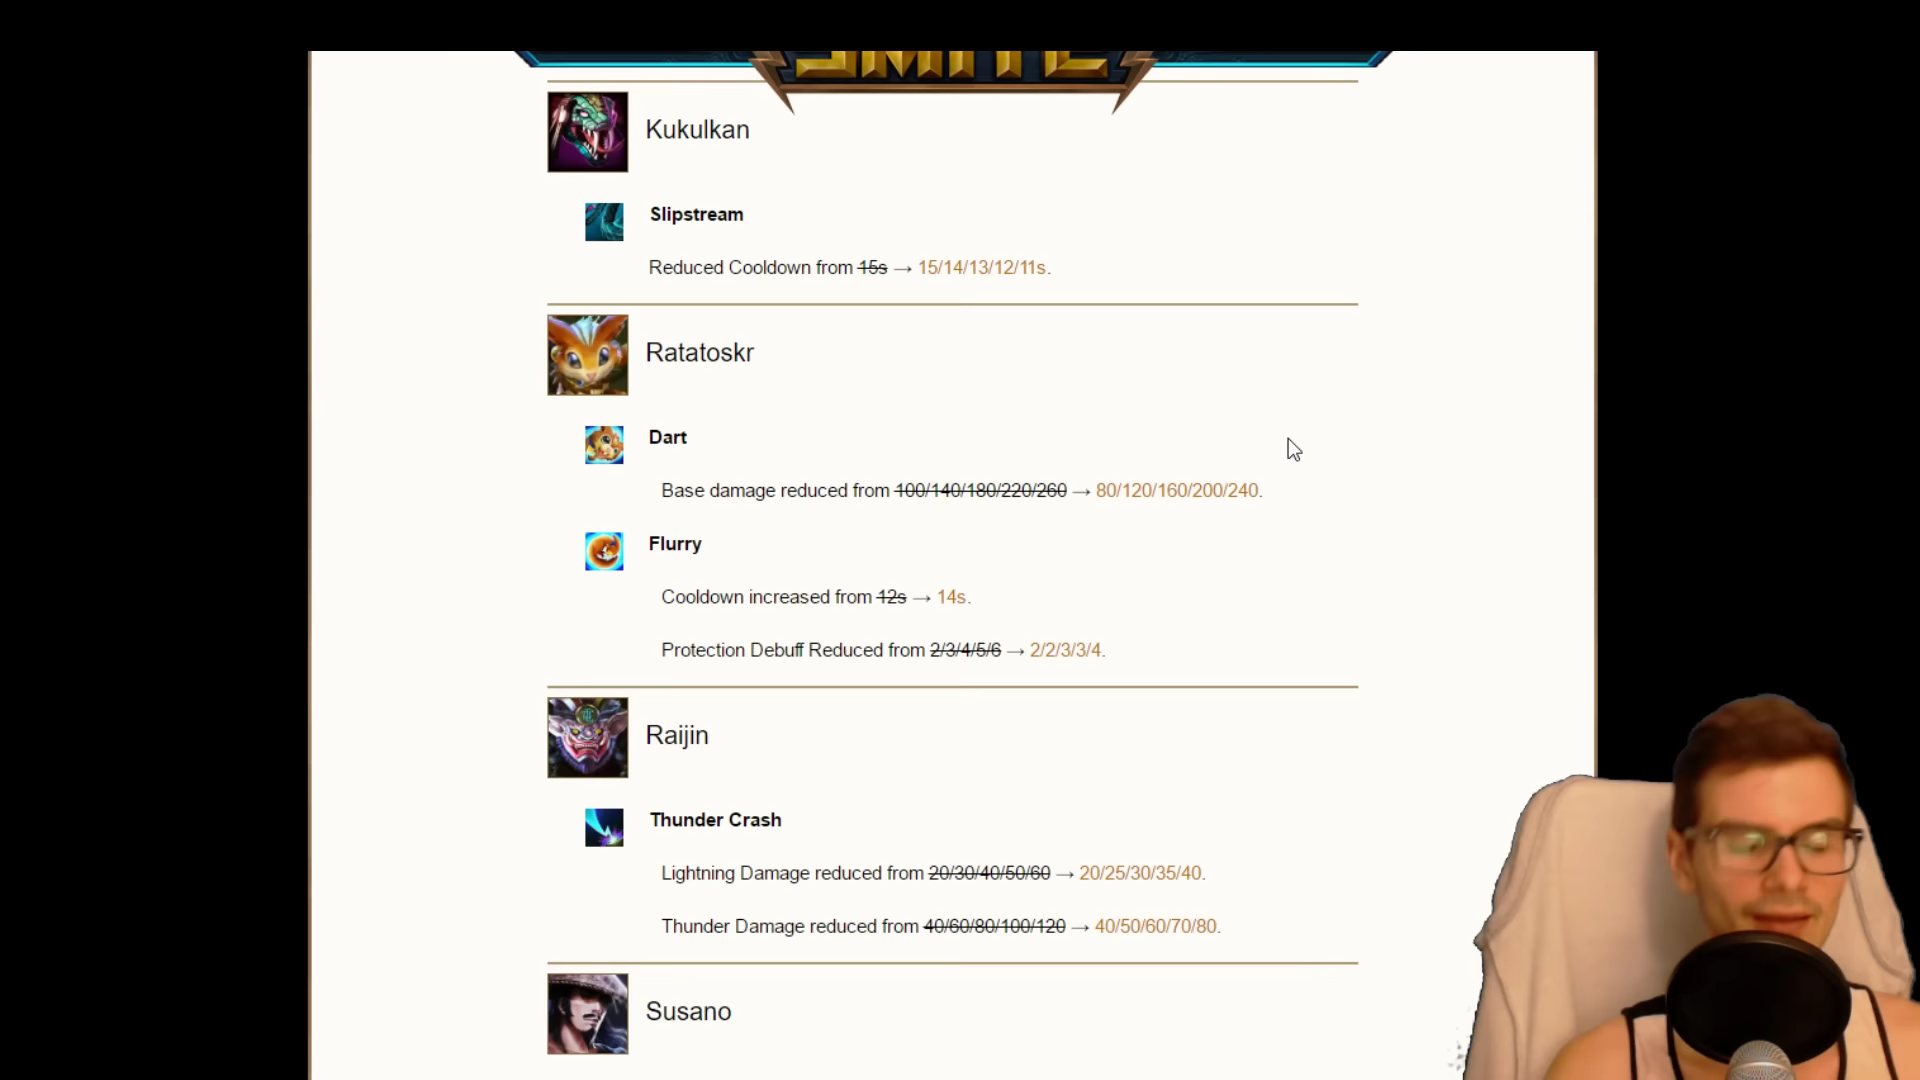 SMITE
Kukulkan
Slipstream
Reduced Cooldown from 15s → 15/14/13/12/11s.
Ratatoskr
Dart
Base damage reduced from 100/140/180/220/260 → 80/120/160/200/240.
Flurry
Cooldown increased from 12s → 14s.
Protection Debuff Reduced from 2/3/4/5/6 → 2/2/3/3/4.
Raijin
Thunder Crash
Lightning Damage reduced from 20/30/40/50/60 → 20/25/30/35/40.
Thunder Damage reduced from 40/60/80/100/120 → 40/50/60/70/80.
Susano